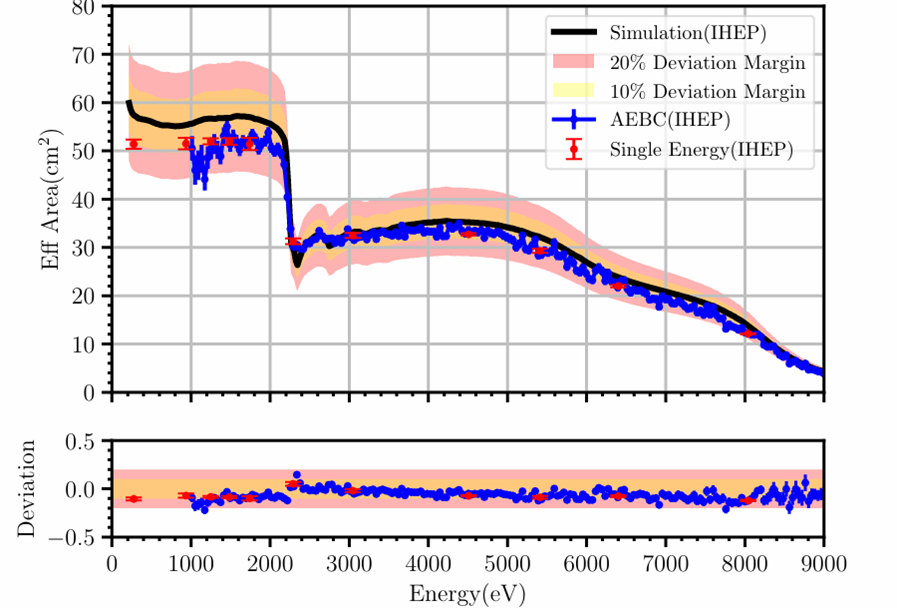 80
70
60
50
40
30
20
10
0
Eff Area(cm²)
Simulation(IHEP)
20% Deviation Margin
10% Deviation Margin
AEBC(IHEP)
Single Energy(IHEP)
0.5
0.0
−0.5
Deviation
0 1000 2000 3000 4000 5000 6000 7000 8000 9000
Energy(eV)